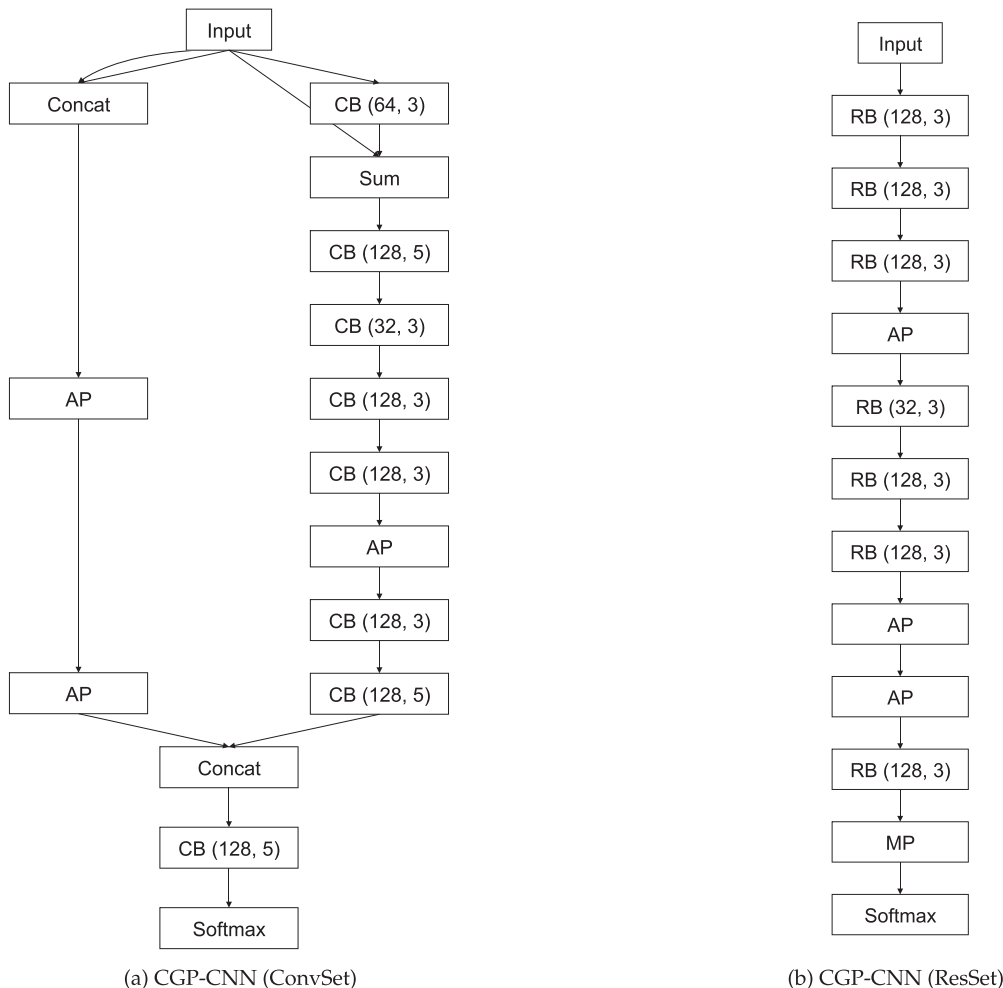 Input
Concat
CB (64, 3)
Sum
CB (128, 5)
CB (32, 3)
CB (128, 3)
AP
CB (128, 3)
AP
CB (128, 3)
AP
CB (128, 5)
Concat
CB (128, 5)
Softmax
(a) CGP-CNN (ConvSet)
Input
RB (128, 3)
RB (128, 3)
RB (128, 3)
AP
RB (32, 3)
RB (128, 3)
RB (128, 3)
AP
AP
RB (128, 3)
MP
Softmax
(b) CGP-CNN (ResSet)